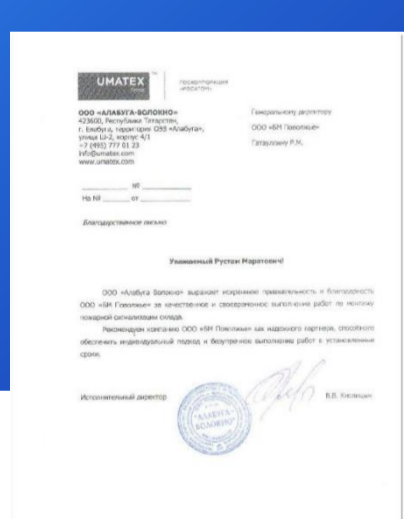 UMATEX
Group
ГОСКОРПОРАЦИЯ
«РОСАТОМ»
ООО «АЛАБУГА-ВОЛОКНО»
423600, Республика Татарстан,
г. Елабуга, территория ОЭЗ «Алабуга»,
улица Ш-2, корпус 4/1
+7 (495) 777 01 23
info@umatex.com
www.umatex.com
Генеральному директору
ООО «БМ Поволжье»
Р.М.
№
На № от
Благодарственное письмо
Уважаемый Рустам Маратович!
ООО «Алабуга Волокно» выражает искреннюю признательность и благодарность
ООО «БМ Поволжье» за качественное и своевременное выполнение работ по монтажу
пожарной сигнализации склада.
Рекомендуем компанию ООО «БМ Поволжье» как надежного партнера, способного
обеспечить индивидуальный подход и безупречное выполнение работ в установленные
сроки.
Исполнительный директор
В.В.
"АЛАБУГА-
ВОЛОКНО"